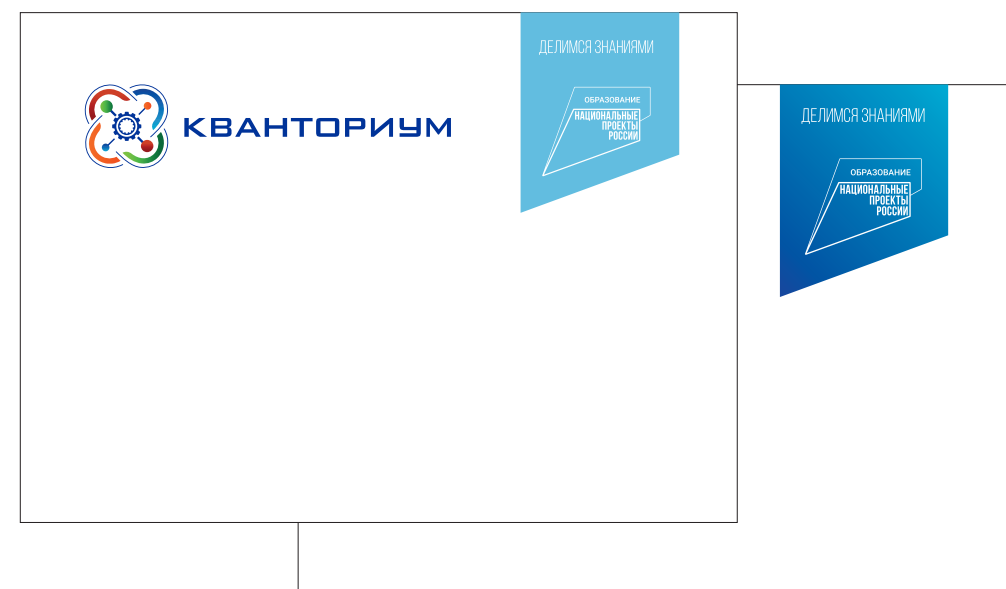 ДЕЛИМСЯ ЗНАНИЯМИ
ОБРАЗОВАНИЕ
НАЦИОНАЛЬНЫЕ
ПРОЕКТЫ
РОССИИ
КВАНТОРИУМ
ДЕЛИМСЯ ЗНАНИЯМИ
ОБРАЗОВАНИЕ
НАЦИОНАЛЬНЫЕ
ПРОЕКТЫ
РОССИИ